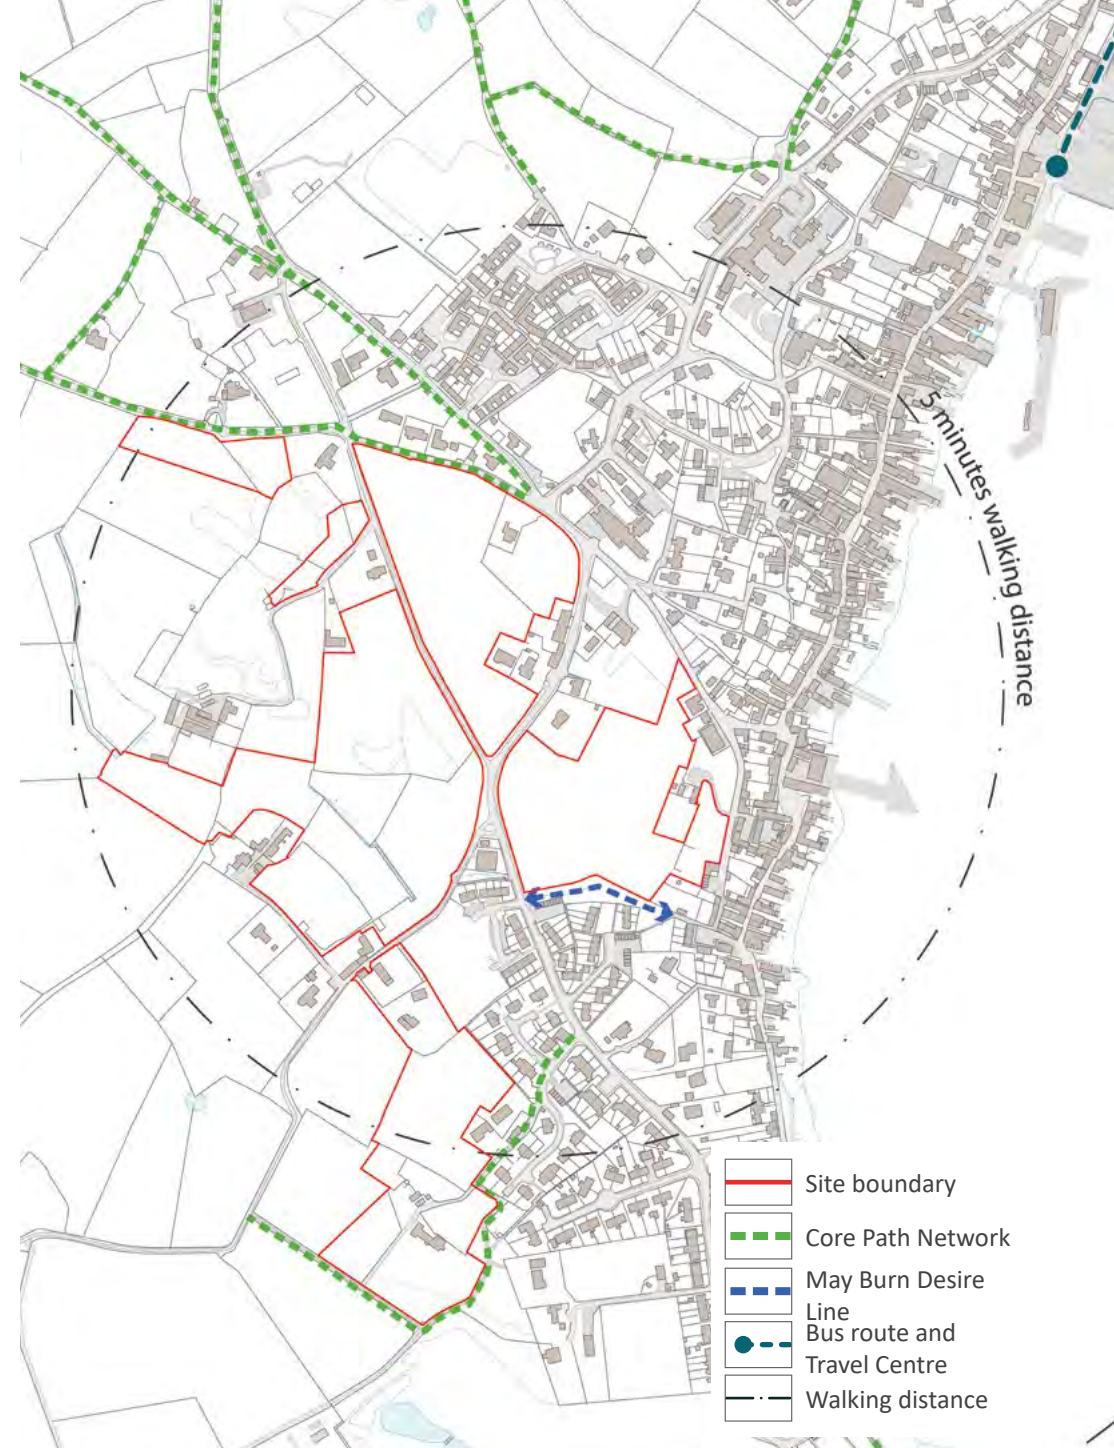 5 minutes walking distance
Site boundary
Core Path Network
May Burn Desire
Line
Bus route and
Travel Centre
Walking distance